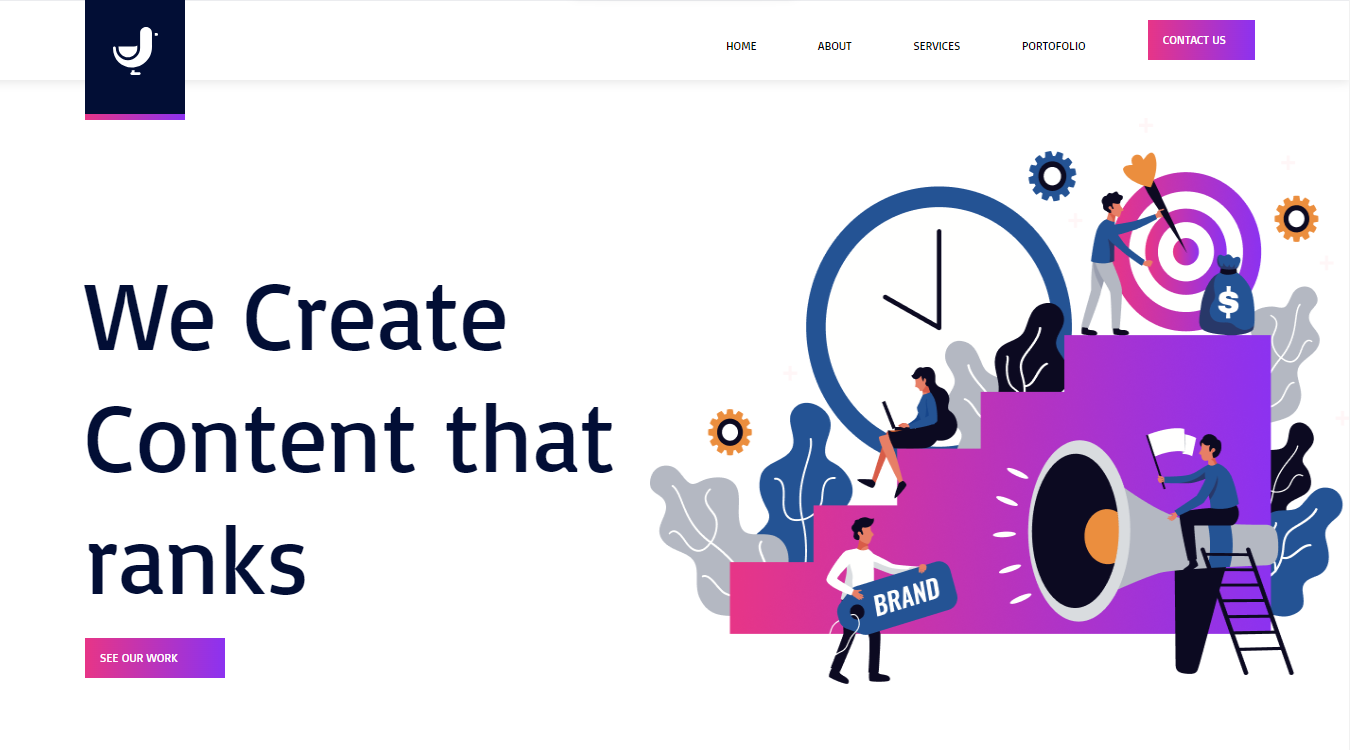 HOME
ABOUT
SERVICES
PORTOFOLIO
CONTACT US
We Create
Content that
ranks
SEE OUR WORK
$
BRAND